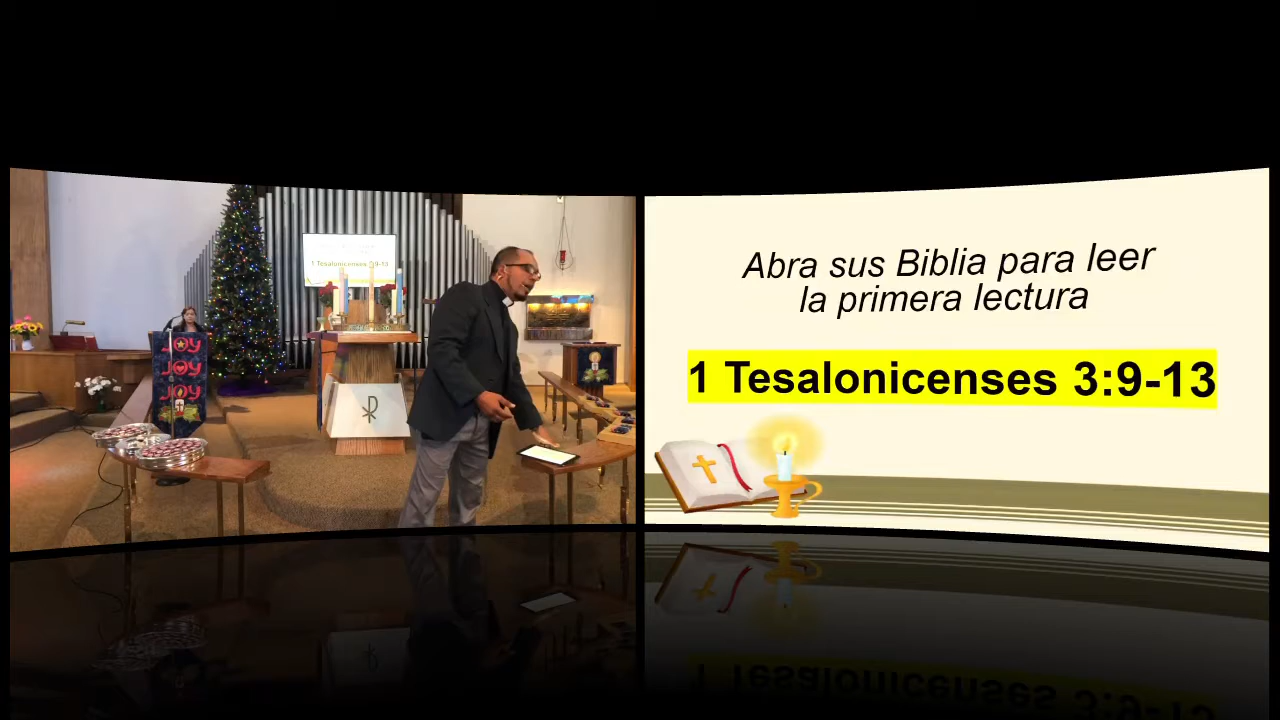 1 Tesalonicenses 3:9-13
JOY
JOY
JOY
Abra sus Biblia para leer
la primera lectura
1 Tesalonicenses 3:9-13